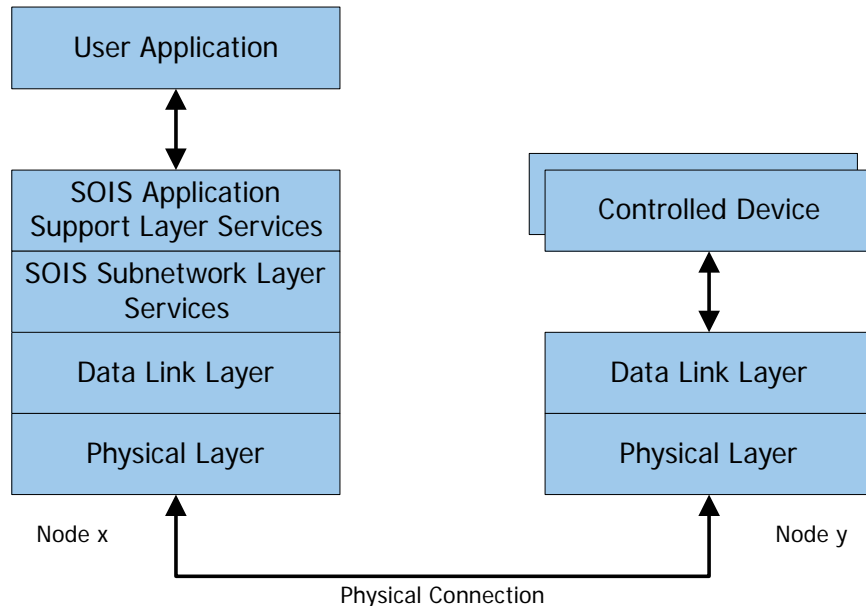 User Application
SOIS Application
Support Layer Services
SOIS Subnetwork Layer
Services
Data Link Layer
Physical Layer
Node x
Controlled Device
Data Link Layer
Physical Layer
Node y
Physical Connection